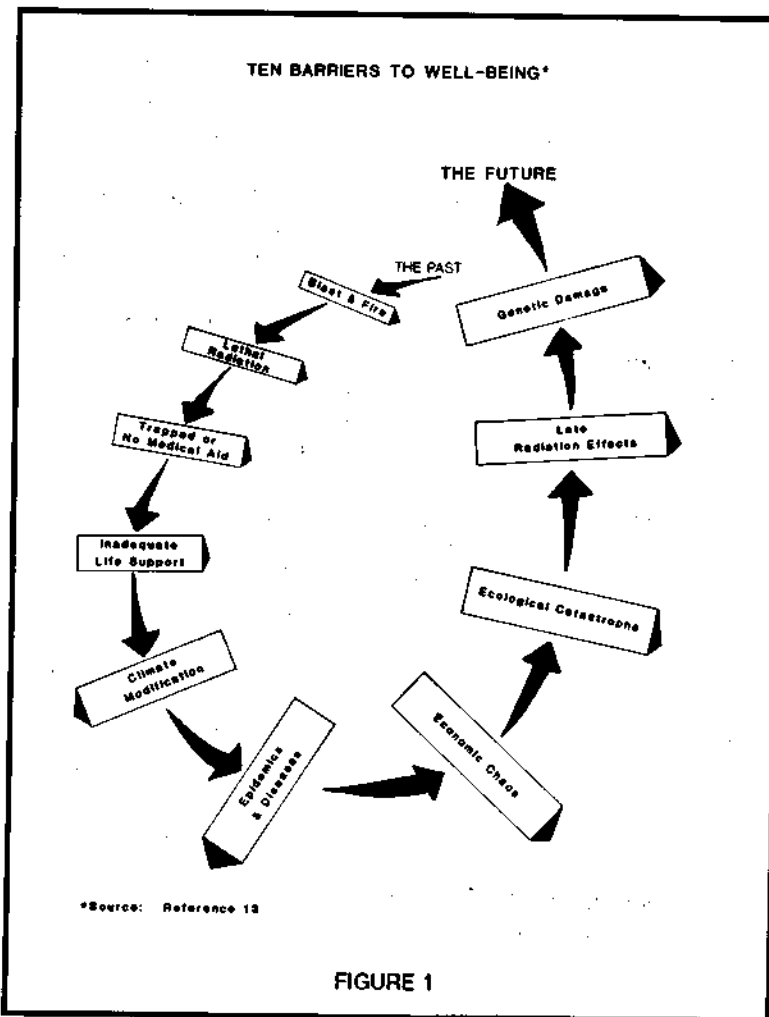 TEN BARRIERS TO WELL-BEING*
THE FUTURE
THE PAST
Blast & Fire
Lethal
Radiation
Trapped or
No Medical Aid
Inadequate
Life Support
Climate
Modification
Epidemics
& Diseases
Economic Chaos
Ecological Catastrophe
Late
Radiation Effects
Genetic Damage
*Source: Reference 13
FIGURE 1